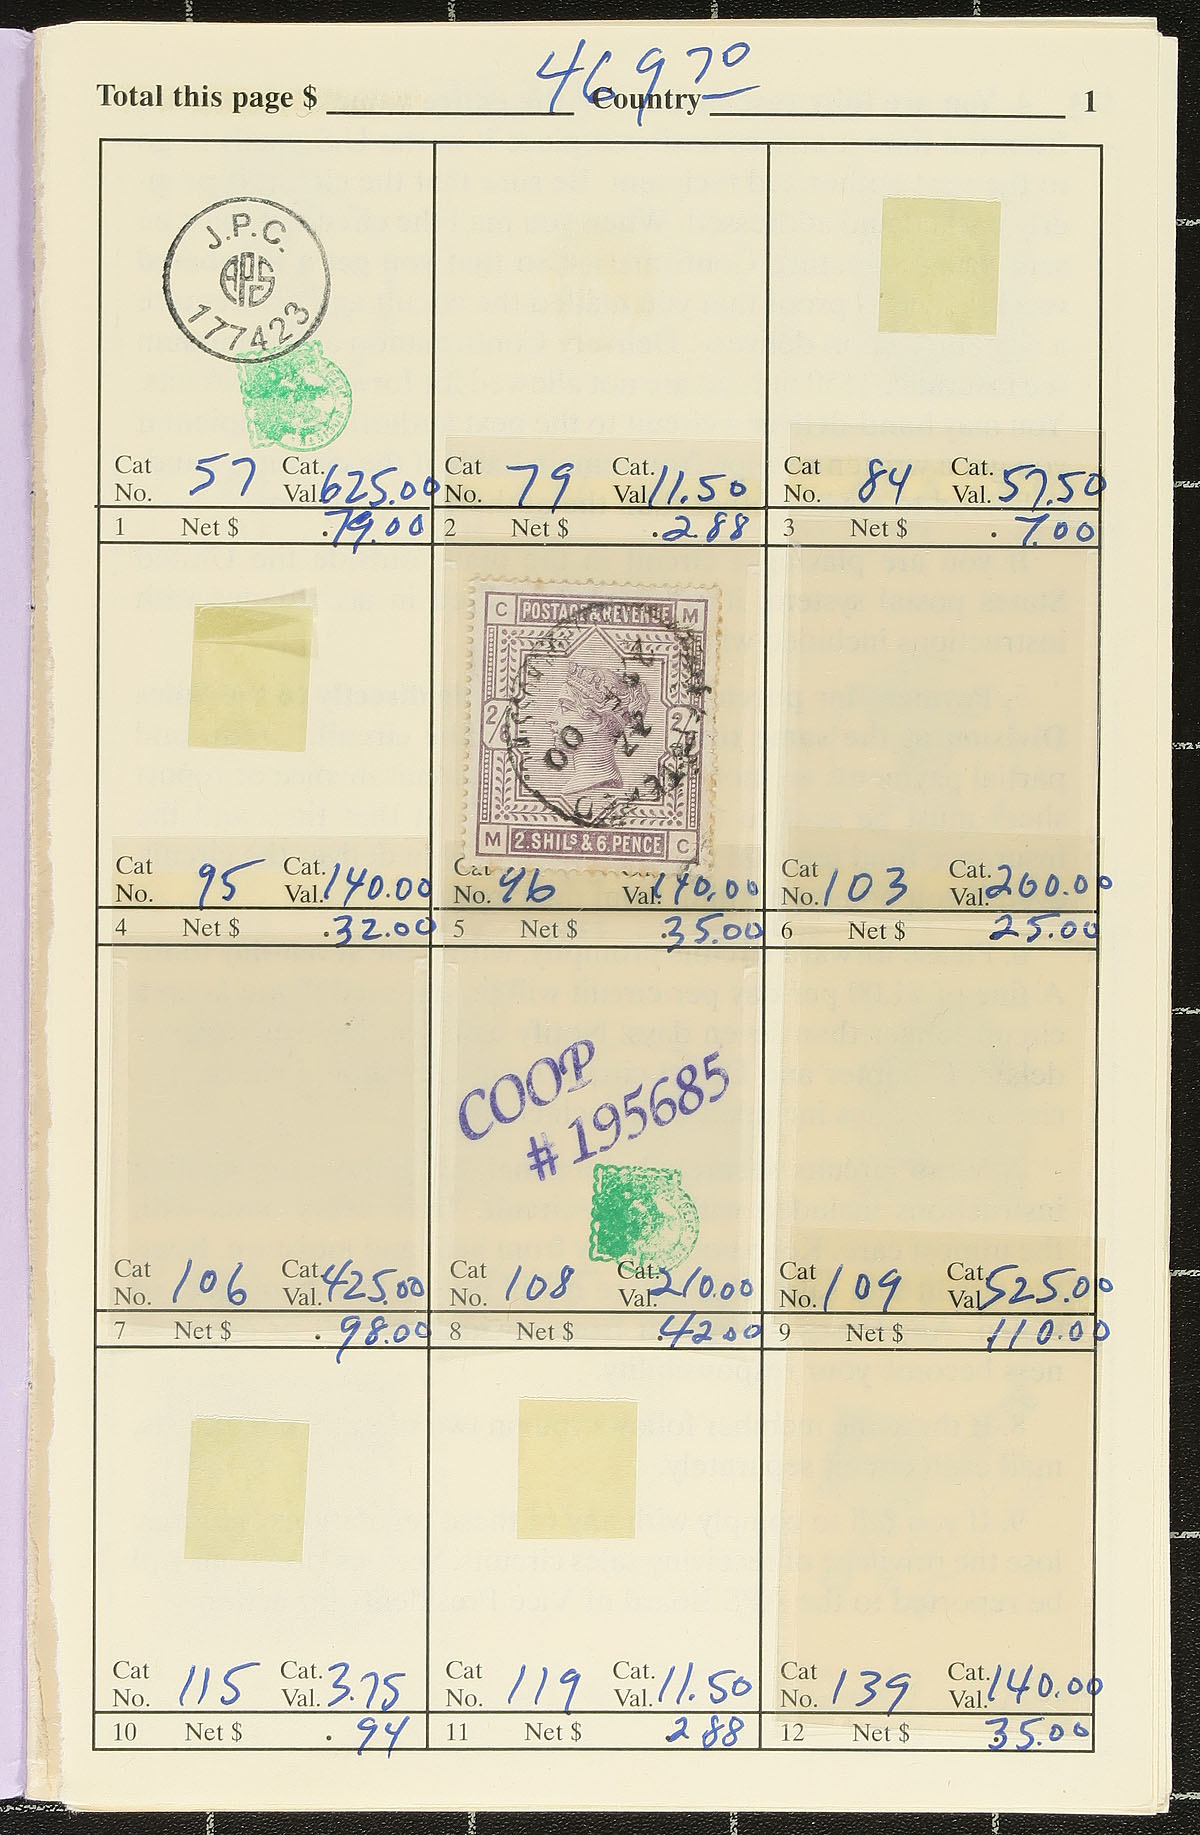 469 70
Total this page $ Country 1
J.P.C.
APS
177423
Cat No. 57 Cat. Val. 625.00
1 Net $ .79.00
Cat No. 79 Cat. Val. 11.50
2 Net $ .2.88
Cat No. 84 Cat. Val. 57.50
3 Net $ . 7.00
Cat No. 95 Cat. Val. 140.00
4 Net $ .32.00
C POSTAGE & REVENUE M
2/6 2/
00
M 2.SHILS & 6.PENCE C
Cat No. 96 Val. 140.00
5 Net $ .35.00
Cat No. 103 Cat. Val. 200.00
6 Net $ 25.00
Cat No. 106 Cat. Val. 425.00
7 Net $ . 98.00
COOP
# 195685
Cat No. 108 Cat. Val. 210.00
8 Net $ .42 00
Cat No. 109 Cat. Val. 525.00
9 Net $ 110.00
Cat No. 115 Cat. Val. 3.75
10 Net $ . 94
Cat No. 119 Cat. Val. 11.50
11 Net $ .2 88
Cat No. 139 Cat. Val. 140.00
12 Net $ 35.00